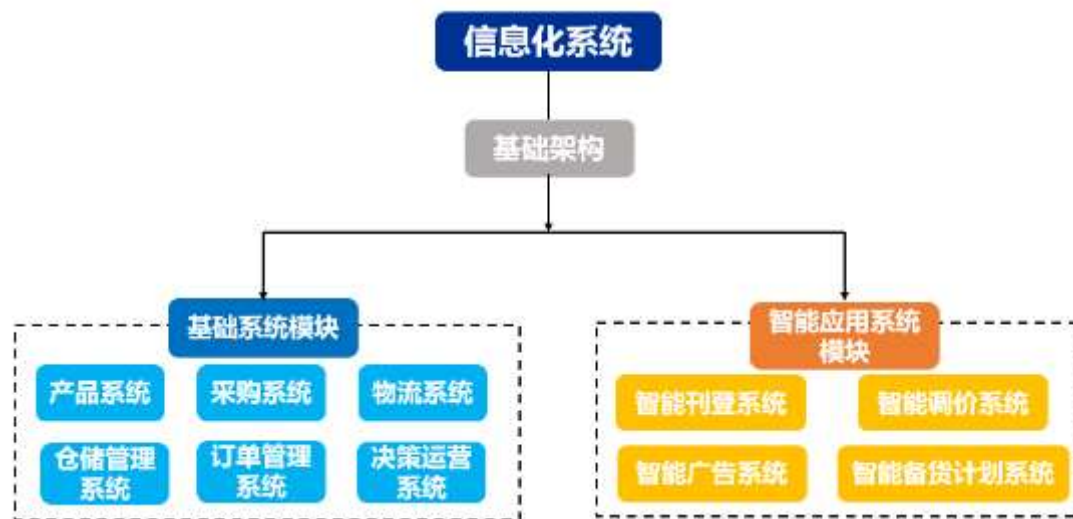 信息化系统
基础架构
基础系统模块
产品系统
采购系统
物流系统
仓储管理
系统
订单管理
系统
决策运营
系统
智能应用系统
模块
智能刊登系统
智能调价系统
智能广告系统
智能备货计划系统